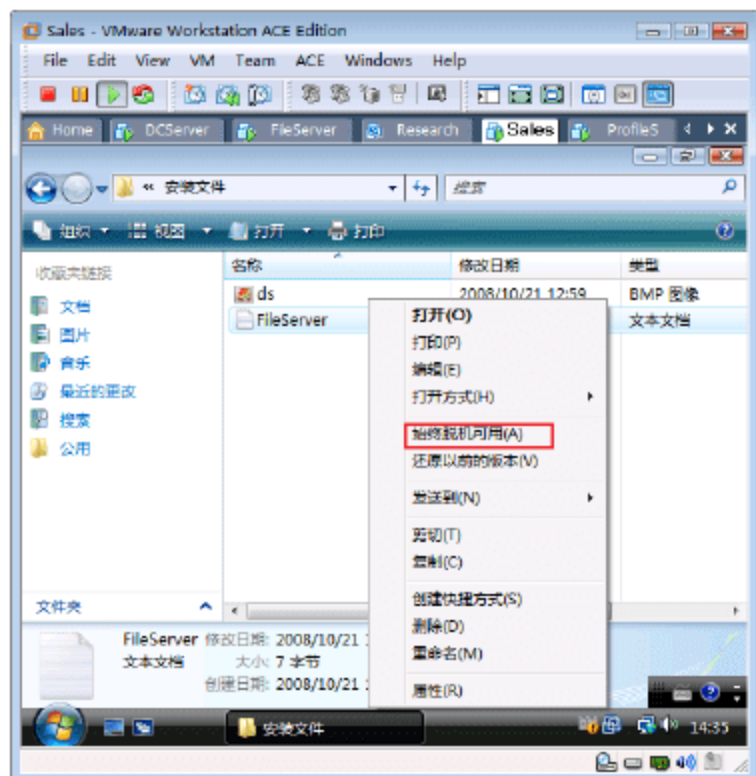 Sales - VMware Workstation ACE Edition
File Edit View VM Team ACE Windows Help
Home DCServer FileServer Research Sales ProfileS
« 安装文件 搜索
组织 视图 打开 打印
收藏夹链接
文档
图片
音乐
最近的更改
搜索
公用
文件夹
名称 修改日期 类型
ds 2008/10/21 12:59 BMP 图像
FileServer 文本文档
打开(O)
打印(P)
编辑(E)
打开方式(H)
始终脱机可用(A)
还原以前的版本(V)
发送到(N)
剪切(T)
复制(C)
创建快捷方式(S)
删除(D)
重命名(M)
属性(R)
FileServer 修改日期: 2008/10/21 1
文本文档 大小: 7 字节
创建日期: 2008/10/21 1
安装文件 14:35